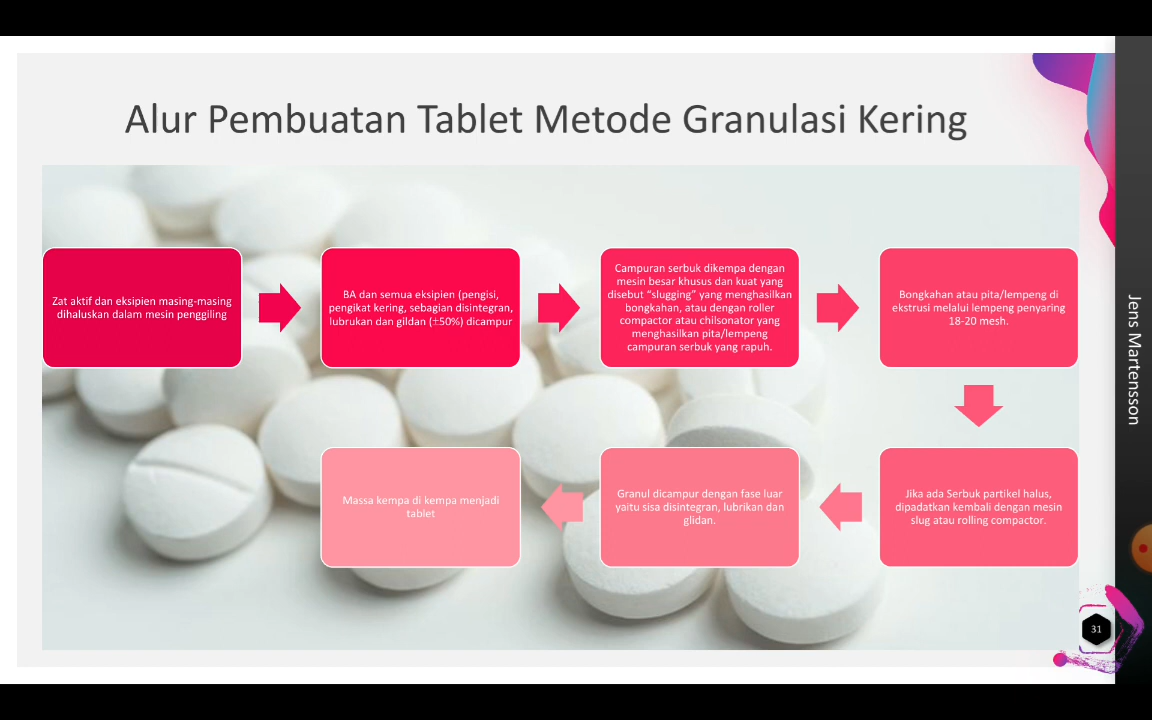 Alur Pembuatan Tablet Metode Granulasi Kering
Zat aktif dan eksipien masing-masing
dihaluskan dalam mesin penggiling
BA dan semua eksipien (pengisi,
pengikat kering, sebagian disintegran,
lubrukan dan gildan (±50%) dicampur
Campuran serbuk dikempa dengan
mesin besar khusus dan kuat yang
disebut “slugging” yang menghasilkan
bongkahan, atau dengan roller
compactor atau chilsonator yang
menghasilkan pita/lempeng
campuran serbuk yang rapuh.
Bongkahan atau pita/lempeng di
ekstrusi melalui lempeng penyaring
18-20 mesh.
Jika ada Serbuk partikel halus,
dipadatkan kembali dengan mesin
slug atau rolling compactor.
Granul dicampur dengan fase luar
yaitu sisa disintegran, lubrikan dan
glidan.
Massa kempa di kempa menjadi
tablet
Jens Martensson
31